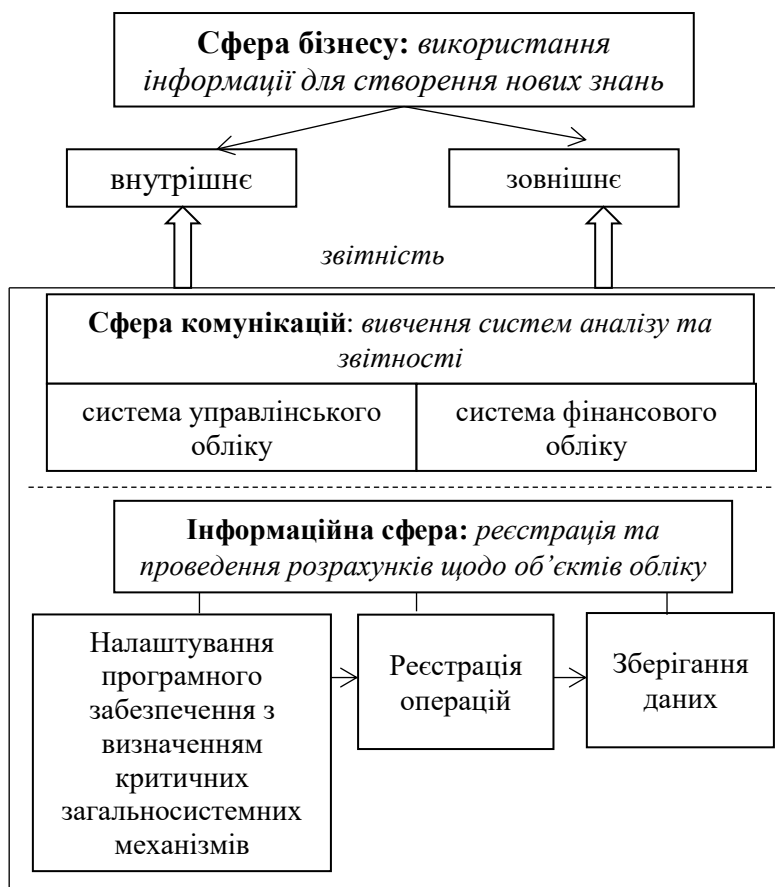 Сфера бізнесу: використання
інформації для створення нових знань
внутрішнє
зовнішнє
звітність
Сфера комунікацій: вивчення систем аналізу та
звітності
система управлінського
обліку
система фінансового
обліку
Інформаційна сфера: реєстрація та
проведення розрахунків щодо об’єктів обліку
Налаштування
програмного
забезпечення з
визначенням
критичних
загальносистемних
механізмів
Реєстрація
операцій
Зберігання
даних